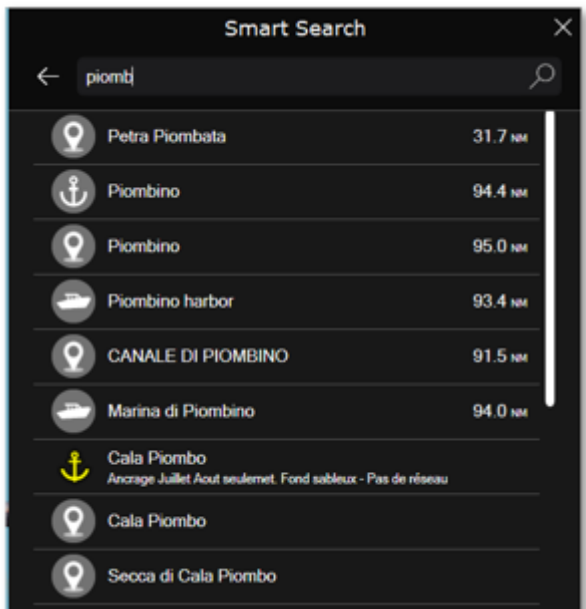 Smart Search
piomb
Petra Piombata 31.7 NM
Piombino 94.4 NM
Piombino 95.0 NM
Piombino harbor 93.4 NM
CANALE DI PIOMBINO 91.5 NM
Marina di Piombino 94.0 NM
Cala Piombo
Ancrage Juillet Aout seulemet. Fond sableux - Pas de réseau
Cala Piombo
Secca di Cala Piombo